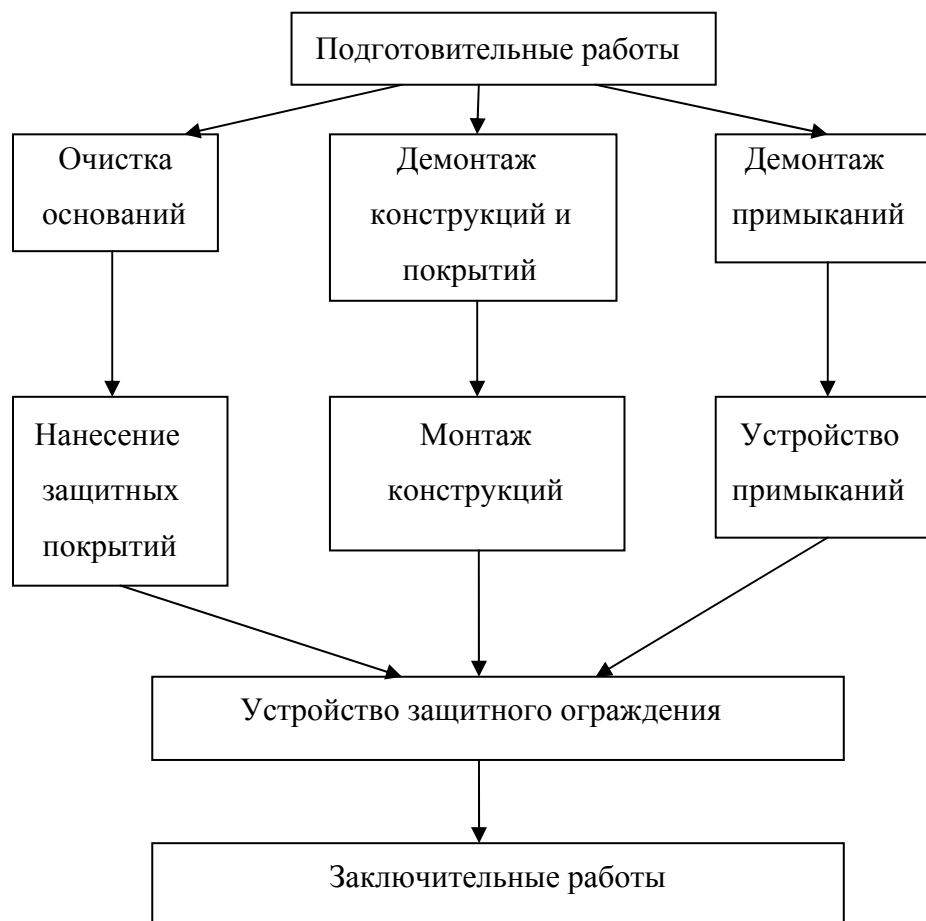 Подготовительные работы
Очистка
оснований
Демонтаж
конструкций и
покрытий
Демонтаж
примыканий
Нанесение
защитных
покрытий
Монтаж
конструкций
Устройство
примыканий
Устройство защитного ограждения
Заключительные работы